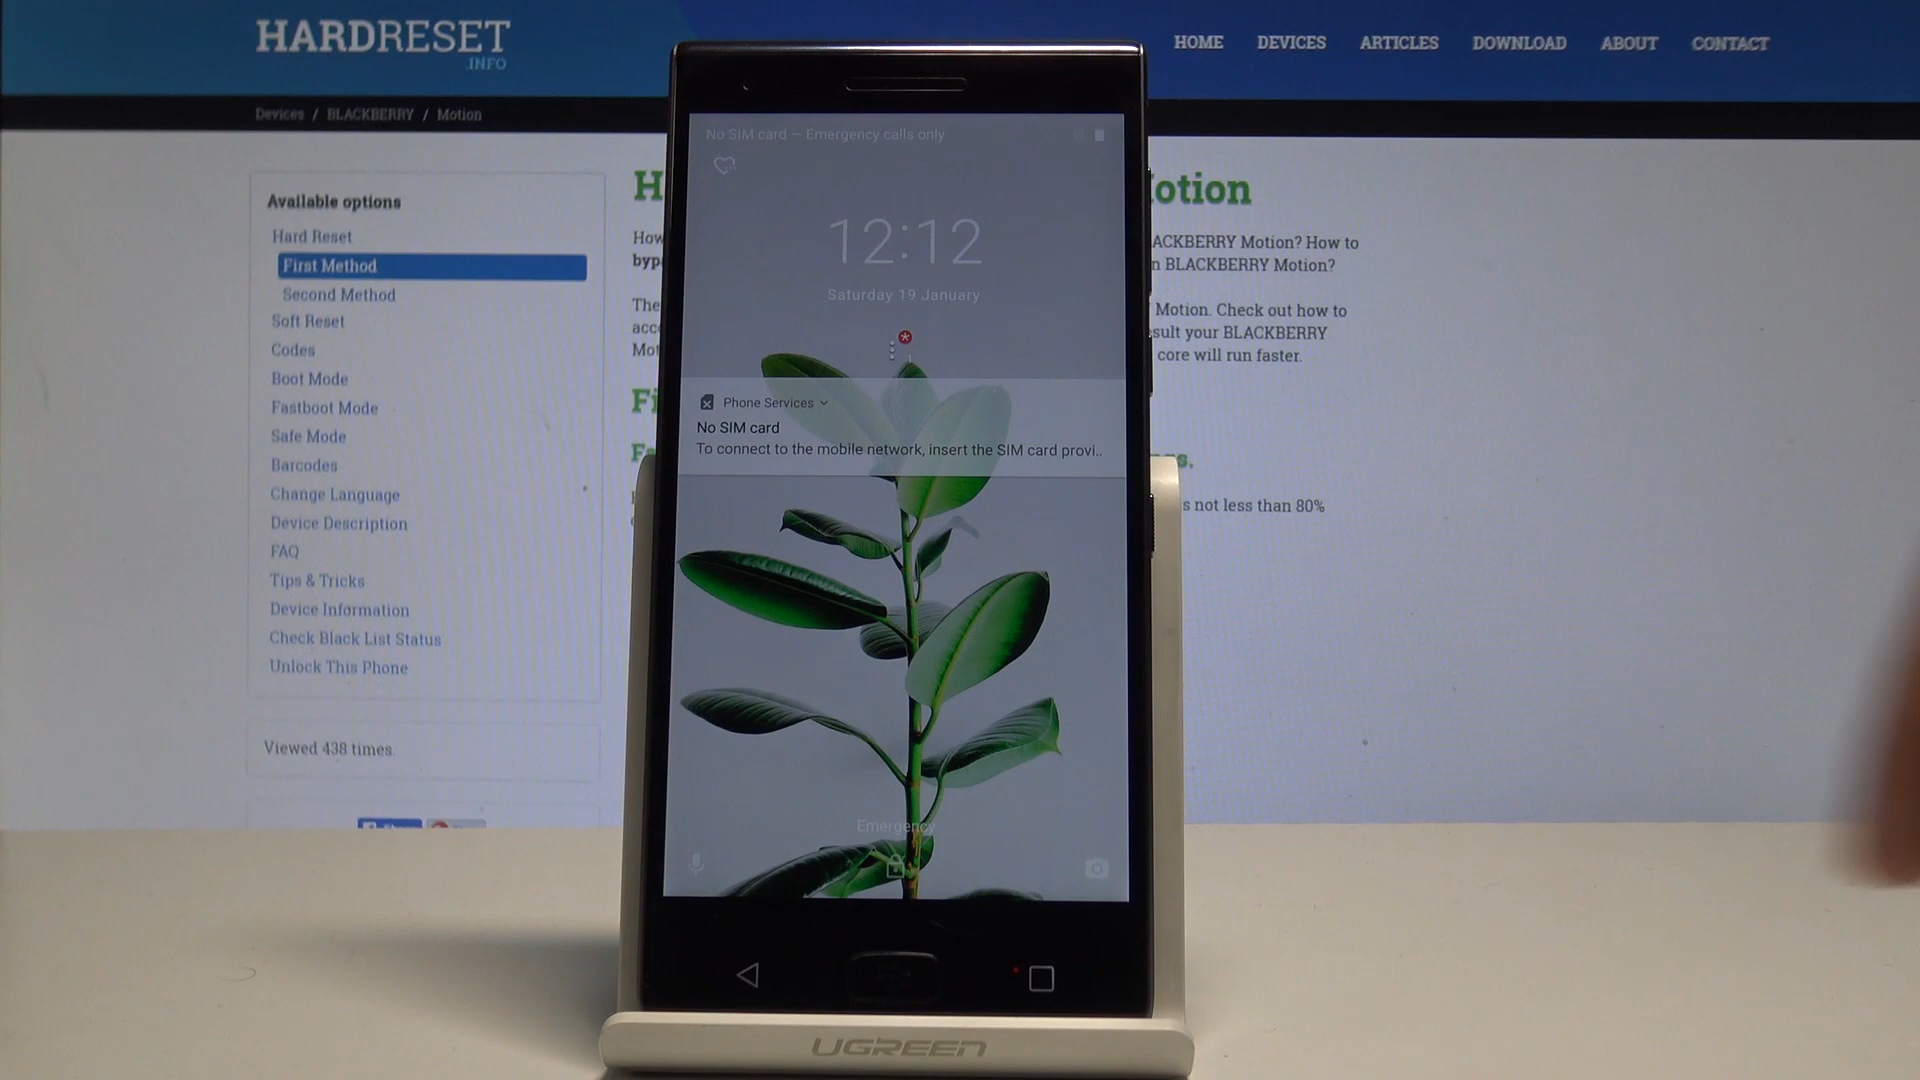 HARDRESET
.INFO
HOME DEVICES ARTICLES DOWNLOAD ABOUT CONTACT
Devices / BLACKBERRY / Motion
Available options
Hard Reset
First Method
Second Method
Soft Reset
Codes
Boot Mode
Fastboot Mode
Safe Mode
Barcodes
Change Language
Device Description
FAQ
Tips & Tricks
Device Information
Check Black List Status
Unlock This Phone
Viewed 438 times.
How
ACKBERRY Motion? How to
n BLACKBERRY Motion?
The
Motion. Check out how to
sult your BLACKBERRY
core will run faster.
s not less than 80%
No SIM card — Emergency calls only
12:12
Saturday 19 January
Phone Services
No SIM card
To connect to the mobile network, insert the SIM card provi..
Emergency
UGREEN